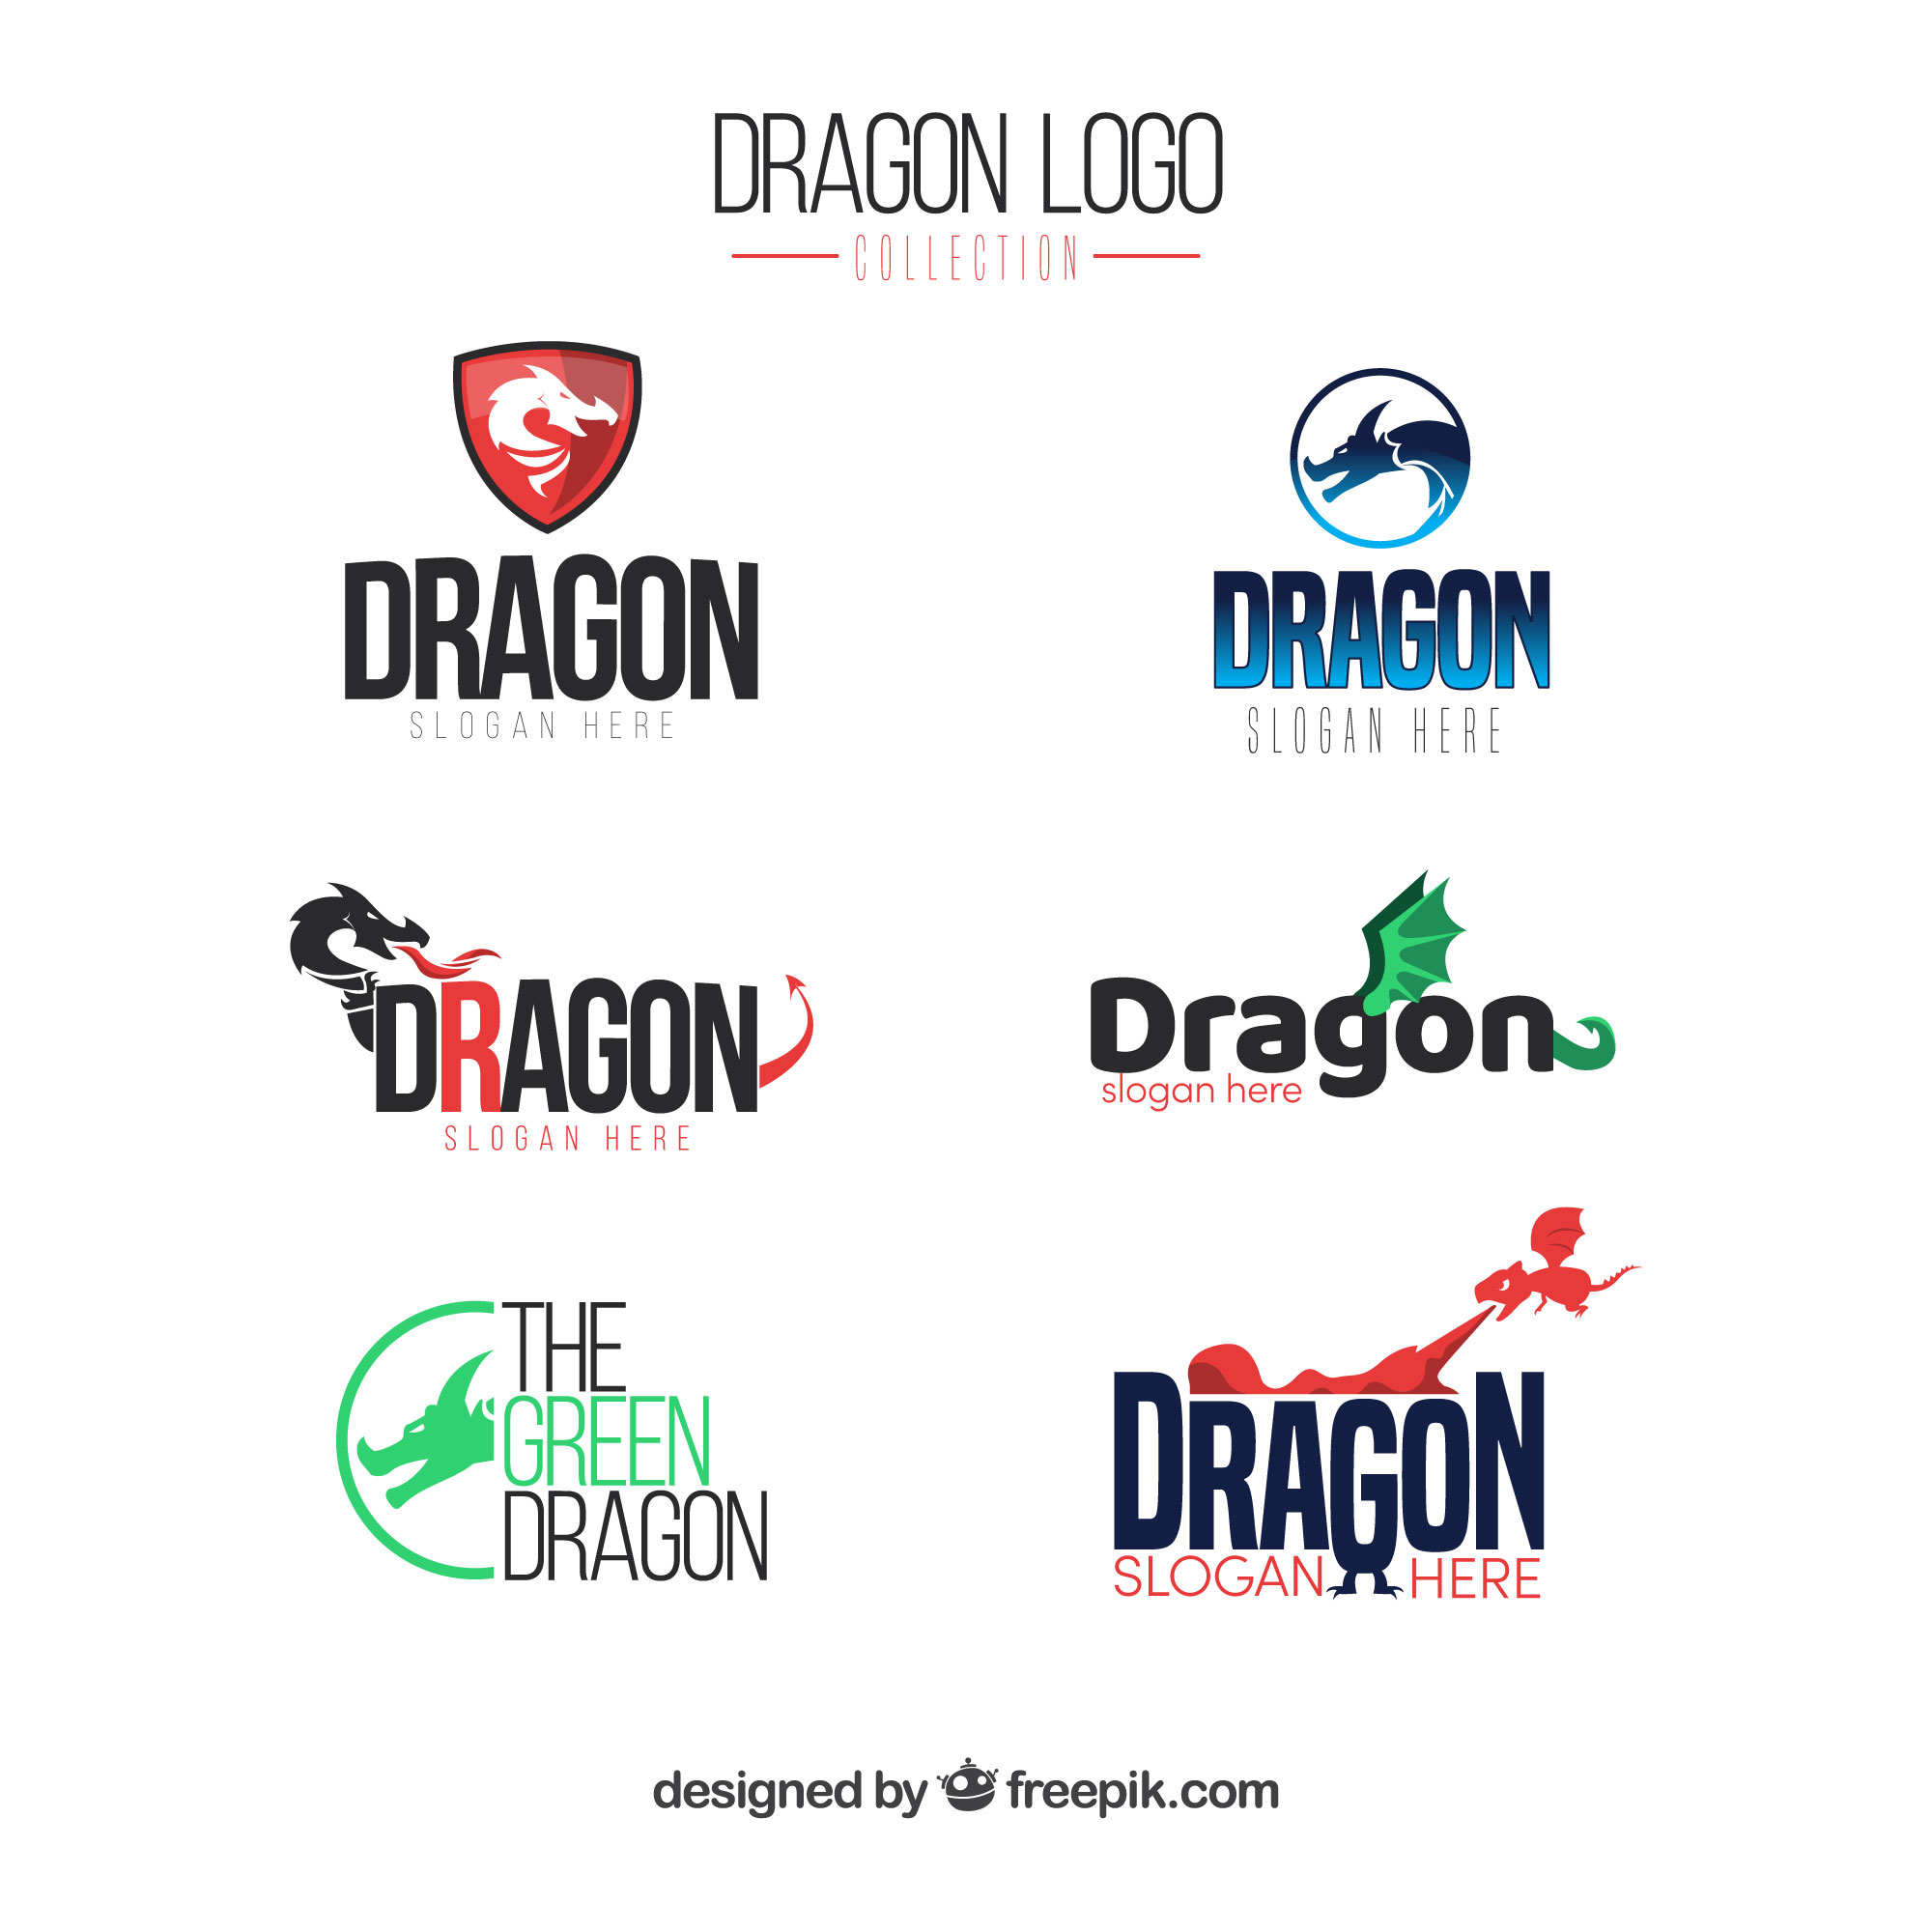 DRAGON LOGO
COLLECTION
DRAGON
SLOGAN HERE
DRAGON
SLOGAN HERE
DRAGON
SLOGAN HERE
Dragon
slogan here
THE
GREEN
DRAGON
DRAGON
SLOGAN HERE
designed by freepik.com